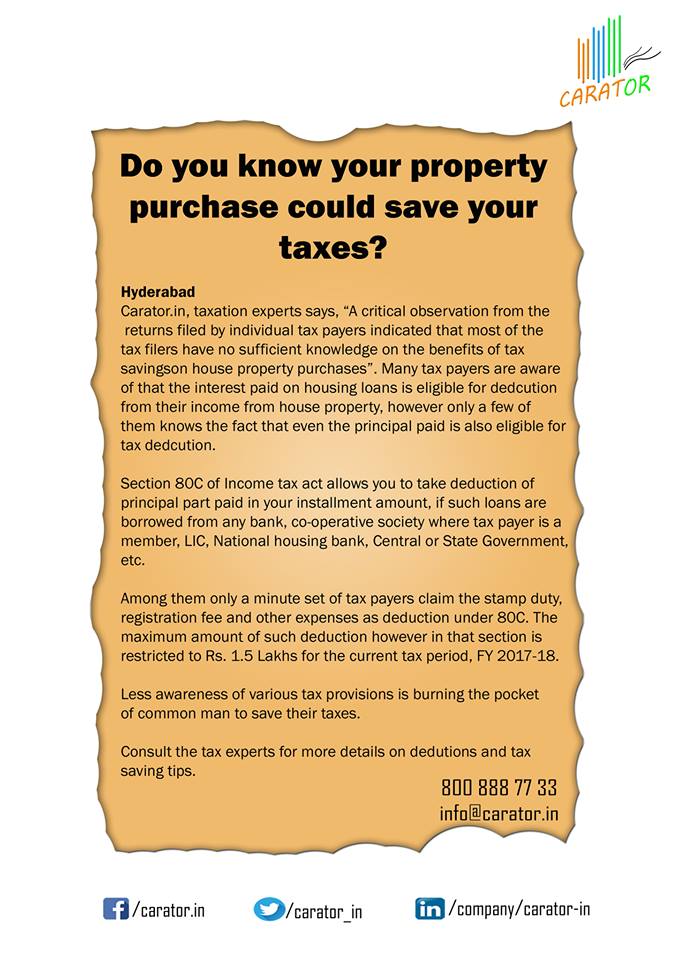 CARATOR
Do you know your property
purchase could save your
taxes?
Hyderabad
Carator.in, taxation experts says, “A critical observation from the
returns filed by individual tax payers indicated that most of the
tax filers have no sufficient knowledge on the benefits of tax
savingson house property purchases”. Many tax payers are aware
of that the interest paid on housing loans is eligible for dedcution
from their income from house property, however only a few of
them knows the fact that even the principal paid is also eligible for
tax dedcution.
Section 80C of Income tax act allows you to take deduction of
principal part paid in your installment amount, if such loans are
borrowed from any bank, co-operative society where tax payer is a
member, LIC, National housing bank, Central or State Government,
etc.
Among them only a minute set of tax payers claim the stamp duty,
registration fee and other expenses as deduction under 80C. The
maximum amount of such deduction however in that section is
restricted to Rs. 1.5 Lakhs for the current tax period, FY 2017-18.
Less awareness of various tax provisions is burning the pocket
of common man to save their taxes.
Consult the tax experts for more details on dedutions and tax
saving tips.
800 888 77 33
info@carator.in
/carator.in
/carator_in
/company/carator-in